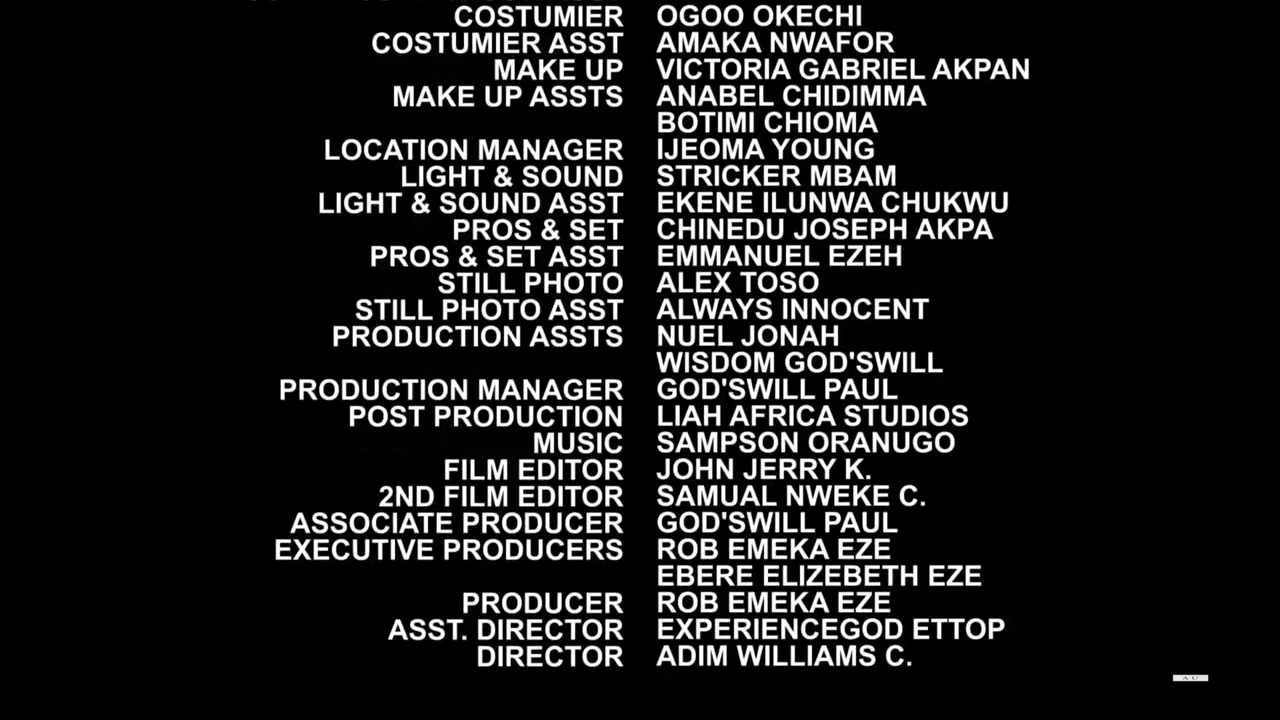 COSTUMIER OGOO OKECHI
COSTUMIER ASST AMAKA NWAFOR
MAKE UP VICTORIA GABRIEL AKPAN
MAKE UP ASSTS ANABEL CHIDIMMA
BOTIMI CHIOMA
LOCATION MANAGER IJEOMA YOUNG
LIGHT & SOUND STRICKER MBAM
LIGHT & SOUND ASST EKENE ILUNWA CHUKWU
PROS & SET CHINEDU JOSEPH AKPA
PROS & SET ASST EMMANUEL EZEH
STILL PHOTO ALEX TOSO
STILL PHOTO ASST ALWAYS INNOCENT
PRODUCTION ASSTS NUEL JONAH
WISDOM GOD'SWILL
PRODUCTION MANAGER GOD'SWILL PAUL
POST PRODUCTION LIAH AFRICA STUDIOS
MUSIC SAMPSON ORANUGO
FILM EDITOR JOHN JERRY K.
2ND FILM EDITOR SAMUAL NWEKE C.
ASSOCIATE PRODUCER GOD'SWILL PAUL
EXECUTIVE PRODUCERS ROB EMEKA EZE
EBERE ELIZEBETH EZE
PRODUCER ROB EMEKA EZE
ASST. DIRECTOR EXPERIENCEGOD ETTOP
DIRECTOR ADIM WILLIAMS C.